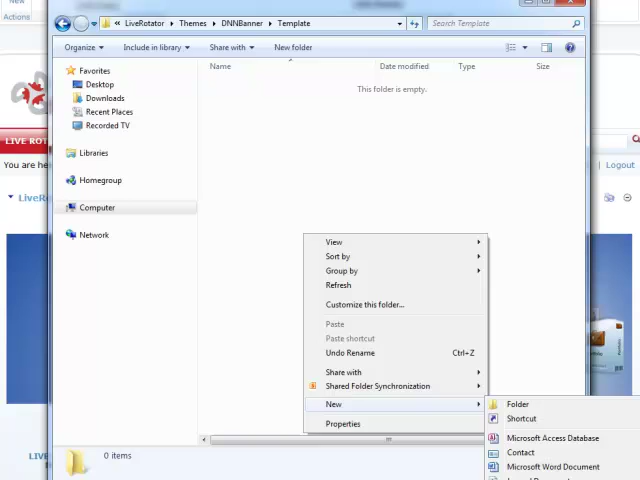 New
Actions
« LiveRotator Themes DNNBanner Template
Search Template
Organize Include in library Share with New folder
Name Date modified Type Size
This folder is empty.
Favorites
Desktop
Downloads
Recent Places
Recorded TV
Libraries
Homegroup
Computer
Network
LIVE ROT
You are he
Logout
LiveRot
View
Sort by
Group by
Refresh
Customize this folder...
Paste
Paste shortcut
Undo Rename Ctrl+Z
Share with
Shared Folder Synchronization
New
Properties
Folder
Shortcut
Microsoft Access Database
Contact
Microsoft Word Document
0 items
LIVE